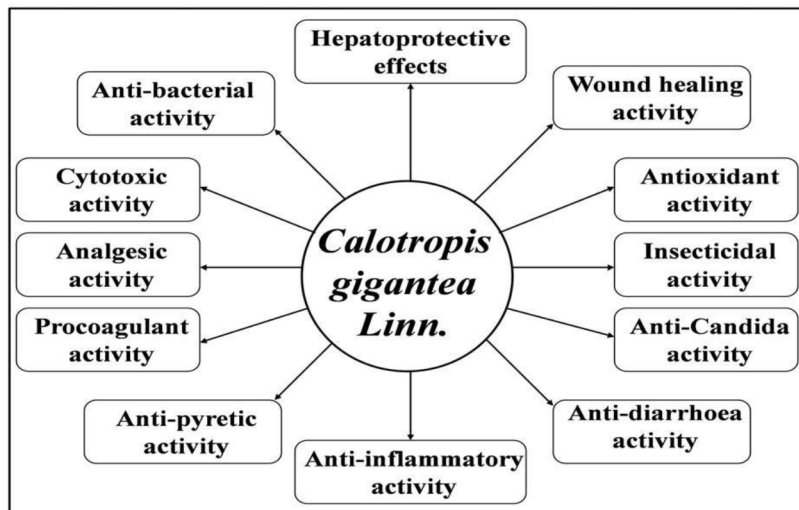 Hepatoprotective
effects
Wound healing
activity
Antioxidant
activity
Insecticidal
activity
Anti-Candida
activity
Anti-diarrhoea
activity
Anti-inflammatory
activity
Anti-pyretic
activity
Procoagulant
activity
Analgesic
activity
Cytotoxic
activity
Anti-bacterial
activity
Calotropis
gigantea
Linn.